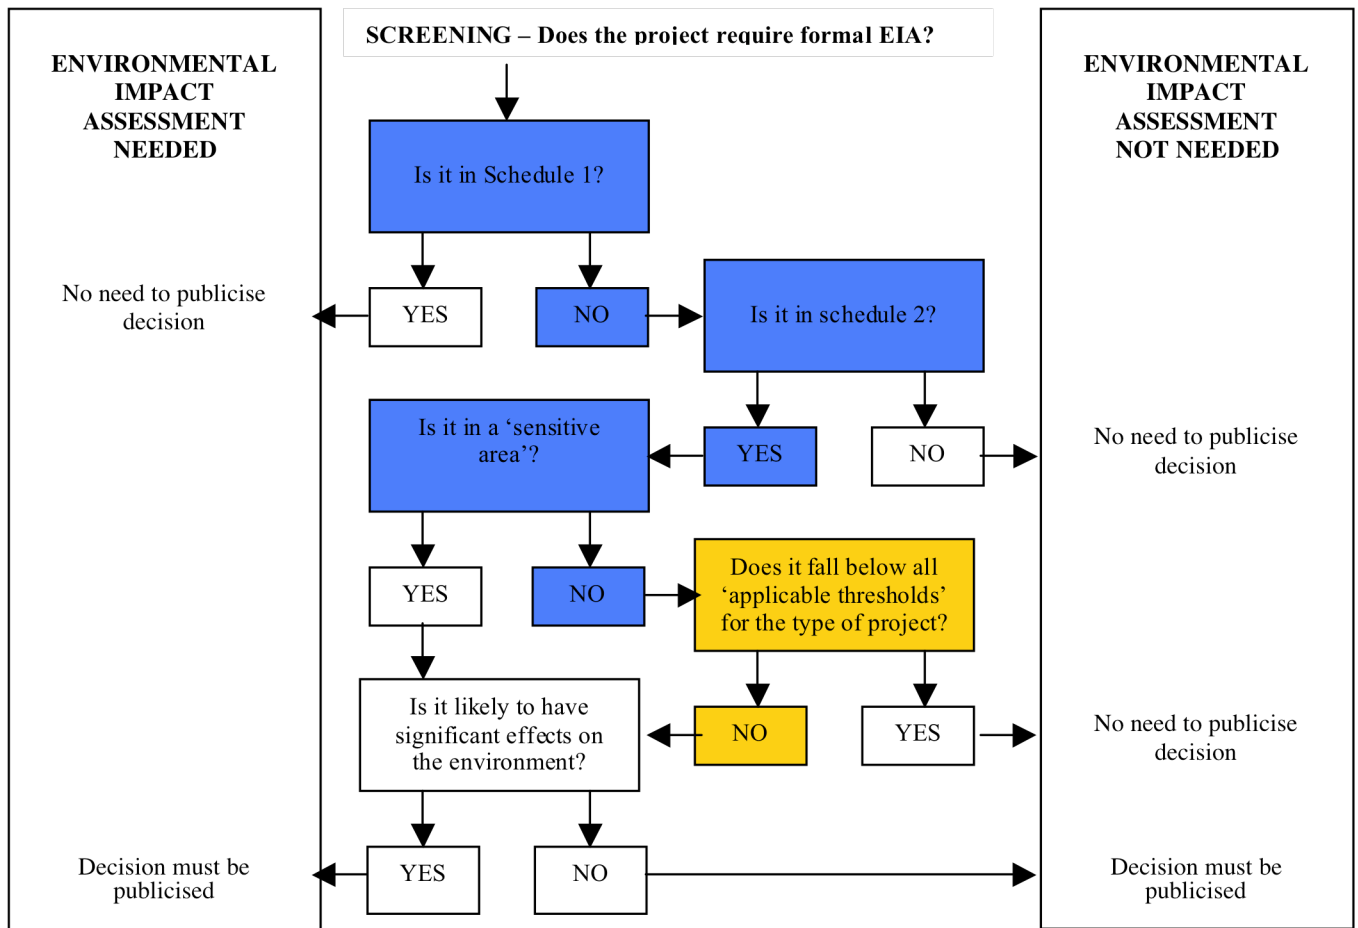 SCREENING – Does the project require formal EIA?
ENVIRONMENTAL
IMPACT
ASSESSMENT
NEEDED
ENVIRONMENTAL
IMPACT
ASSESSMENT
NOT NEEDED
Is it in Schedule 1?
No need to publicise
decision
YES
NO
Is it in schedule 2?
Is it in a ‘sensitive
area’?
YES
NO
No need to publicise
decision
YES
NO
Does it fall below all
‘applicable thresholds’
for the type of project?
Is it likely to have
significant effects on
the environment?
NO
YES
No need to publicise
decision
Decision must be
publicised
YES
NO
Decision must be
publicised